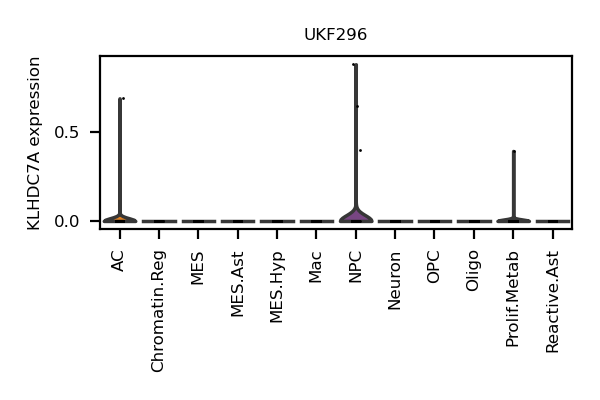 UKF296
KLHDC7A expression
0.5
0.0
AC
Chromatin.Reg
MES
MES.Ast
MES.Hyp
Mac
NPC
Neuron
OPC
Oligo
Prolif.Metab
Reactive.Ast